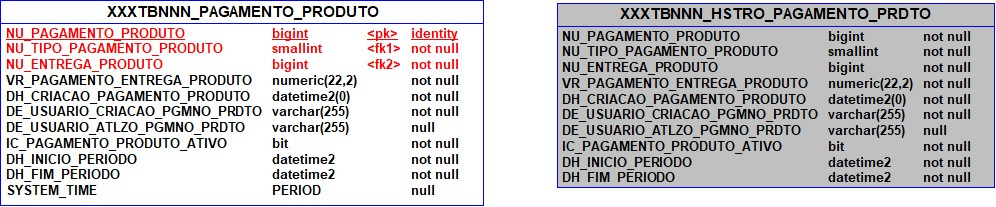 XXXTBNNN_PAGAMENTO_PRODUTO
NU_PAGAMENTO_PRODUTO bigint <pk> identity
NU_TIPO_PAGAMENTO_PRODUTO smallint <fk1> not null
NU_ENTREGA_PRODUTO bigint <fk2> not null
VR_PAGAMENTO_ENTREGA_PRODUTO numeric(22,2) not null
DH_CRIACAO_PAGAMENTO_PRODUTO datetime2(0) not null
DE_USUARIO_CRIACAO_PGMNO_PRDTO varchar(255) not null
DE_USUARIO_ATLZO_PGMNO_PRDTO varchar(255) null
IC_PAGAMENTO_PRODUTO_ATIVO bit not null
DH_INICIO_PERIODO datetime2 not null
DH_FIM_PERIODO datetime2 not null
SYSTEM_TIME PERIOD null
XXXTBNNN_HSTRO_PAGAMENTO_PRDTO
NU_PAGAMENTO_PRODUTO bigint not null
NU_TIPO_PAGAMENTO_PRODUTO smallint not null
NU_ENTREGA_PRODUTO bigint not null
VR_PAGAMENTO_ENTREGA_PRODUTO numeric(22,2) not null
DH_CRIACAO_PAGAMENTO_PRODUTO datetime2(0) not null
DE_USUARIO_CRIACAO_PGMNO_PRDTO varchar(255) not null
DE_USUARIO_ATLZO_PGMNO_PRDTO varchar(255) null
IC_PAGAMENTO_PRODUTO_ATIVO bit not null
DH_INICIO_PERIODO datetime2 not null
DH_FIM_PERIODO datetime2 not null